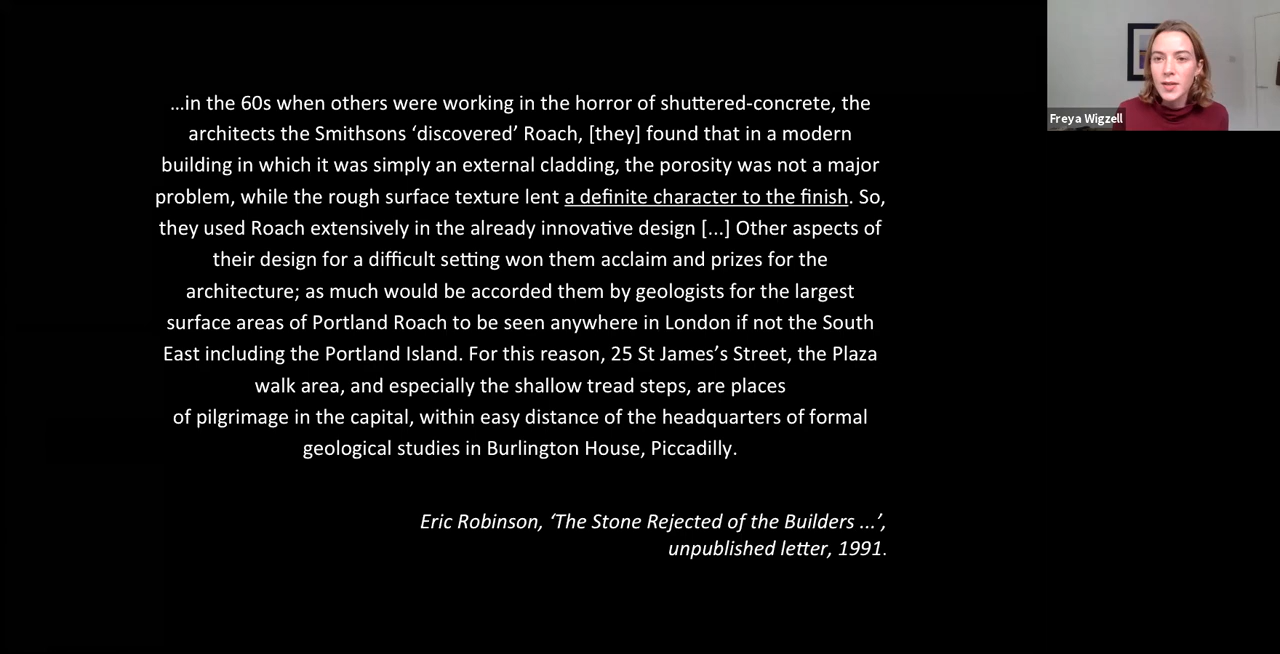 ...in the 60s when others were working in the horror of shuttered-concrete, the
architects the Smithsons ‘discovered’ Roach, [they] found that in a modern
building in which it was simply an external cladding, the porosity was not a major
problem, while the rough surface texture lent a definite character to the finish. So,
they used Roach extensively in the already innovative design [...] Other aspects of
their design for a difficult setting won them acclaim and prizes for the
architecture; as much would be accorded them by geologists for the largest
surface areas of Portland Roach to be seen anywhere in London if not the South
East including the Portland Island. For this reason, 25 St James’s Street, the Plaza
walk area, and especially the shallow tread steps, are places
of pilgrimage in the capital, within easy distance of the headquarters of formal
geological studies in Burlington House, Piccadilly.
Eric Robinson, ‘The Stone Rejected of the Builders ...’,
unpublished letter, 1991.
Freya Wigzell